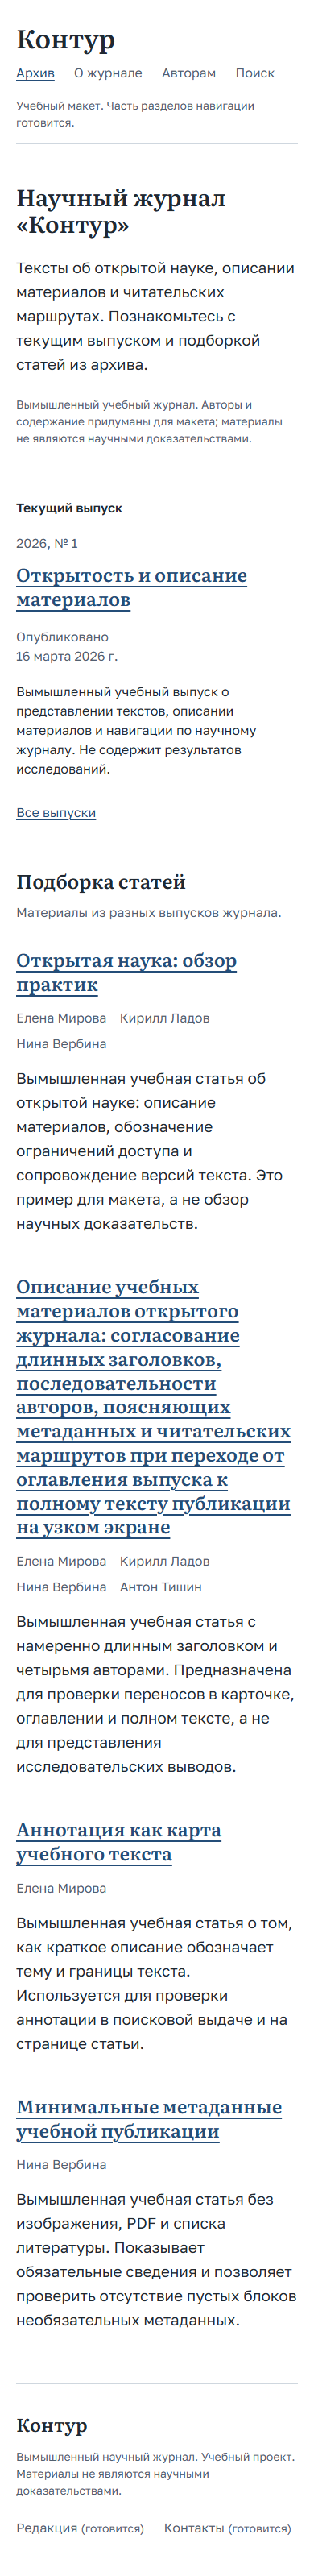 Контур
Архив О журнале Авторам Поиск
Учебный макет. Часть разделов навигации
готовится.
Научный журнал
«Контур»
Тексты об открытой науке, описании
материалов и читательских
маршрутах. Познакомьтесь с
текущим выпуском и подборкой
статей из архива.
Вымышленный учебный журнал. Авторы и
содержание придуманы для макета; материалы
не являются научными доказательствами.
Текущий выпуск
2026, № 1
Открытость и описание
материалов
Опубликовано
16 марта 2026 г.
Вымышленный учебный выпуск о
представлении текстов, описании
материалов и навигации по научному
журналу. Не содержит результатов
исследований.
Все выпуски
Подборка статей
Материалы из разных выпусков журнала.
Открытая наука: обзор
практик
Елена Мирова Кирилл Ладов
Нина Вербина
Вымышленная учебная статья об
открытой науке: описание
материалов, обозначение
ограничений доступа и
сопровождение версий текста. Это
пример для макета, а не обзор
научных доказательств.
Описание учебных
материалов открытого
журнала: согласование
длинных заголовков,
последовательности
авторов, поясняющих
метаданных и читательских
маршрутов при переходе от
оглавления выпуска к
полному тексту публикации
на узком экране
Елена Мирова Кирилл Ладов
Нина Вербина Антон Тишин
Вымышленная учебная статья с
намеренно длинным заголовком и
четырьмя авторами. Предназначена
для проверки переносов в карточке,
оглавлении и полном тексте, а не
для представления
исследовательских выводов.
Аннотация как карта
учебного текста
Елена Мирова
Вымышленная учебная статья о том,
как краткое описание обозначает
тему и границы текста.
Используется для проверки
аннотации в поисковой выдаче и на
странице статьи.
Минимальные метаданные
учебной публикации
Нина Вербина
Вымышленная учебная статья без
изображения, PDF и списка
литературы. Показывает
обязательные сведения и позволяет
проверить отсутствие пустых блоков
необязательных метаданных.
Контур
Вымышленный научный журнал. Учебный проект.
Материалы не являются научными
доказательствами.
Редакция (готовится) Контакты (готовится)